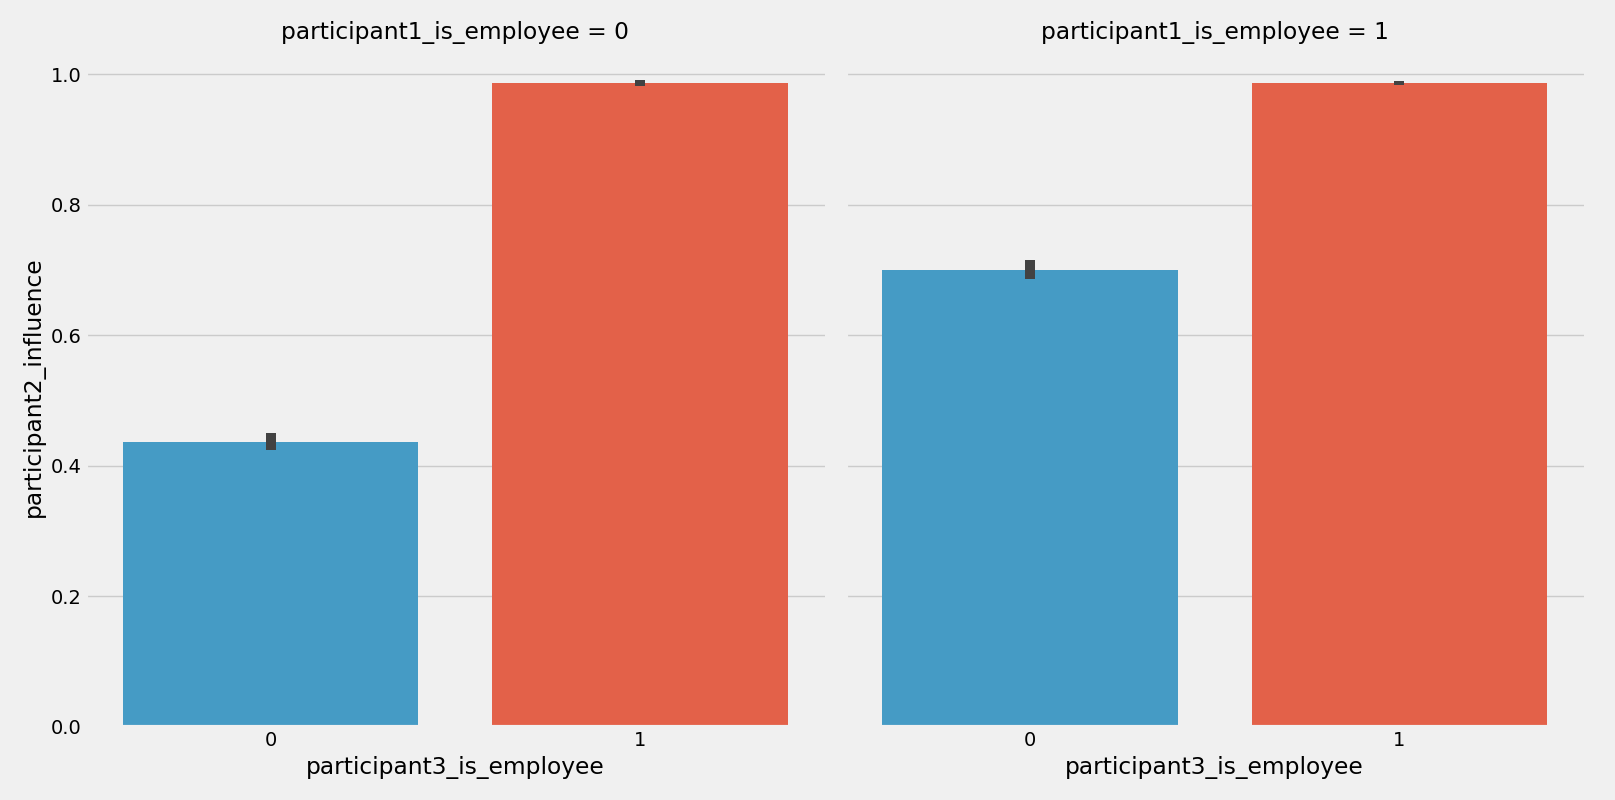 participant1_is_employee = 0
participant1_is_employee = 1
participant2_influence
1.0
0.8
0.6
0.4
0.2
0.0
0
1
0
1
participant3_is_employee
participant3_is_employee